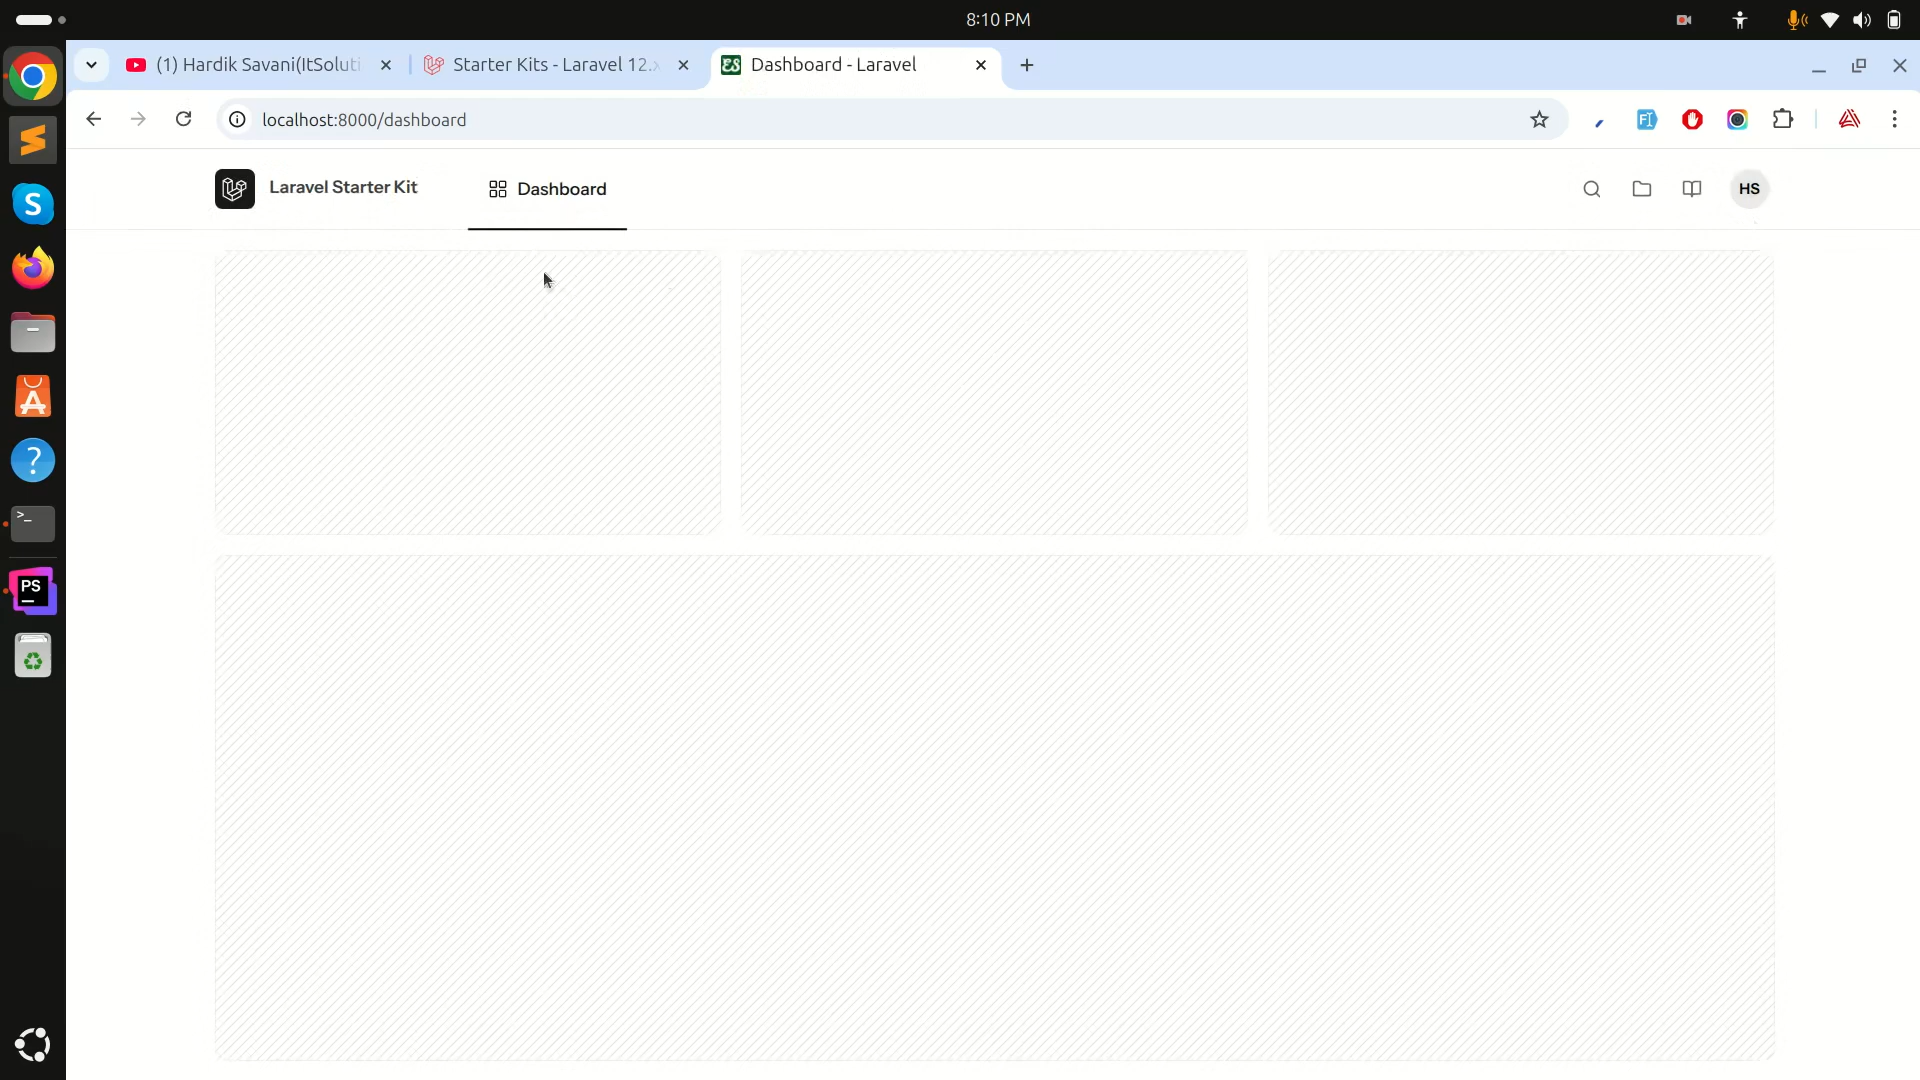 8:10 PM
(1) Hardik Savani(ItSoluti
Starter Kits - Laravel 12.x
Dashboard - Laravel
localhost:8000/dashboard
Laravel Starter Kit
Dashboard
HS
PS